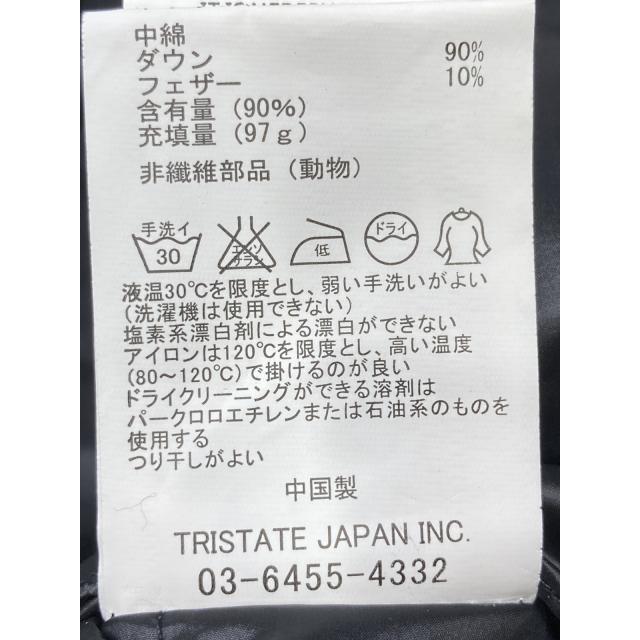 中綿
ダウン 90%
フェザー 10%
含有量（90%）
充填量（97g）
非繊維部品（動物）
手洗イ
30
エンソ
サラシ
低
ドライ
液温30℃を限度とし、弱い手洗いがよい
(洗濯機は使用できない)
塩素系漂白剤による漂白ができない
アイロンは120℃を限度とし、高い温度
(80～120℃)で掛けるのが良い
ドライクリーニングができる溶剤は
パークロロエチレンまたは石油系のものを
使用する
つり干しがよい
中国製
TRISTATE JAPAN INC.
03-6455-4332